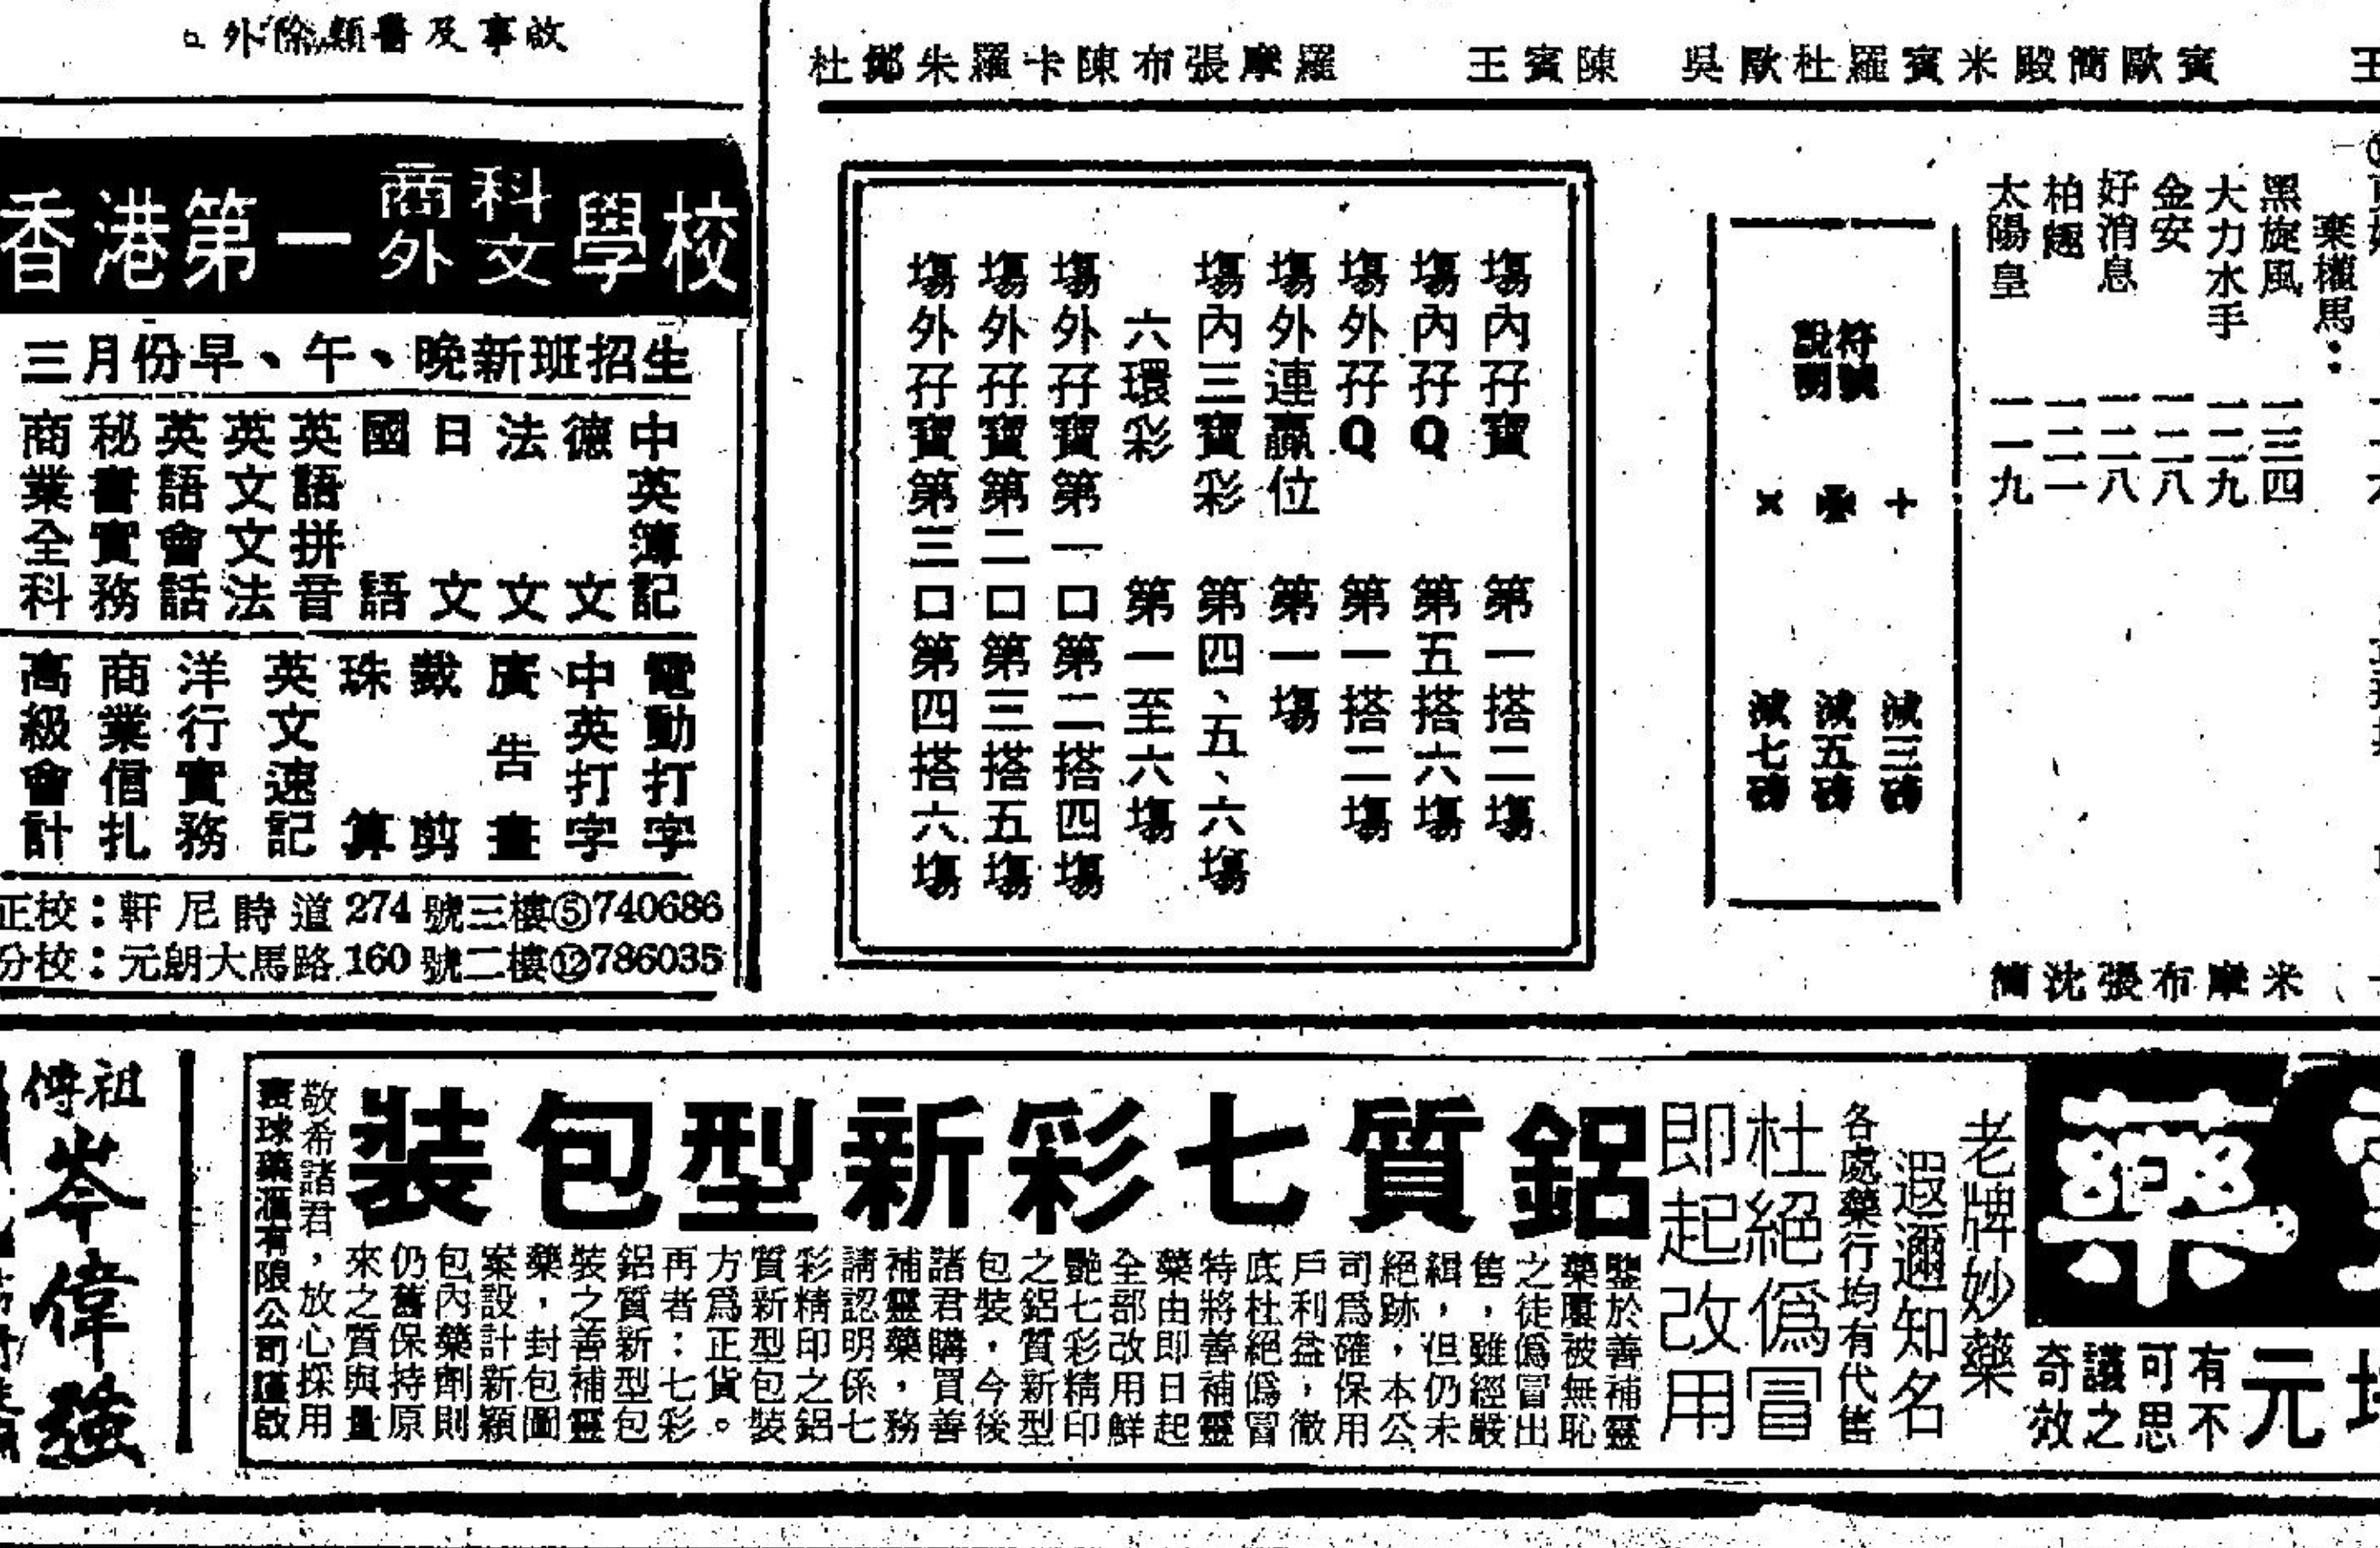 故事及醫類除外。
香港第一商科外文學校
三月份早、午、晚新班招生
中英簿記
德文
法文
日文
國語
英語拼音
英文文法
英語會話
秘書實務
商業全科
電動打字
中英打字
廣告畫
裁剪
珠算
英文速記
洋行實務
商業信扎
高級會計
正校：軒尼時道274號三樓⑤740686
分校：元朗大馬路160號二樓⑫786035
賓歐簡殷米賓羅杜歐吳
陳賓王
羅摩張布陳卡羅朱鄭杜
棄權馬：
黑旋風 一三四
大力水手 一二九
金安 一二八
好消息 一二八
柏麵 一二一
太陽皇 一一九
符號說明
＋ 減三磅
✠ 減五磅
× 減七磅
米摩布張沈簡
場內孖寶 第一搭二場
場內孖Q 第五搭六場
場外孖Q 第一搭二場
場外連贏位 第一場
場內三寶彩 第四、五、六場
六環彩 第一至六場
場外孖寶第一口第二搭四場
場外孖寶第二口第三搭五場
場外孖寶第三口第四搭六場
藥
元
有不
可思
議之
奇效
老牌妙藥
遐邇知名
各處藥行均有代售
杜絕偽冒
即起改用
鋁質七彩新型包裝
鑒於善補靈
藥屢被無恥
之徒偽冒出
售，雖經嚴
緝，但仍未
絕跡，本公
司為確保用
戶利益，徹
底杜絕偽冒
特將善補靈
藥由即日起
全部改用鮮
艷七彩精印
之鋁質新型
包裝，今後
諸君購買善
補靈藥，務
請認明係七
彩精印之鋁
質新型包裝
方為正貨。
再者：七彩
鋁質新型包
裝之善補靈
藥，封包圖
案設計新穎
包內藥劑則
仍舊保持原
來之質與量
敬希諸君，放心採用
寰球藥滙有限公司謹啟
祖傳
岑偉強